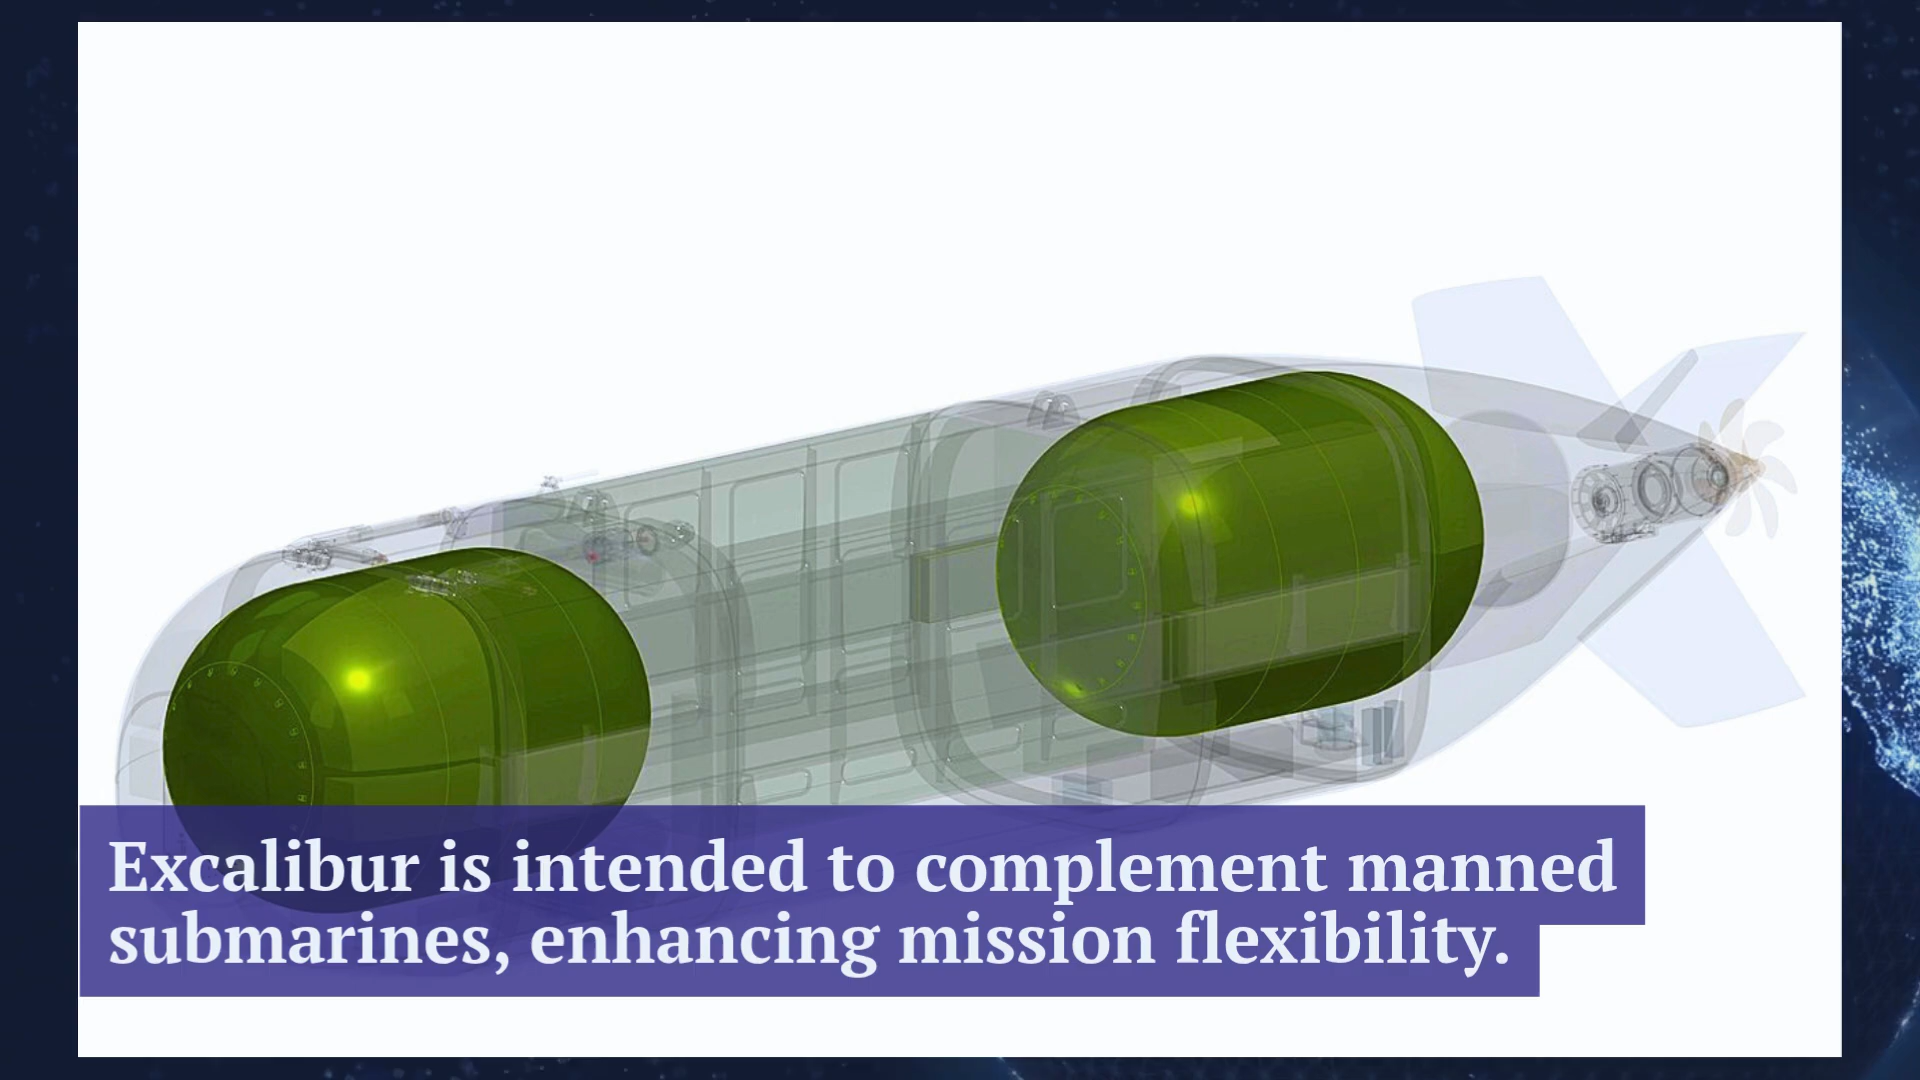 Excalibur is intended to complement manned
submarines, enhancing mission flexibility.